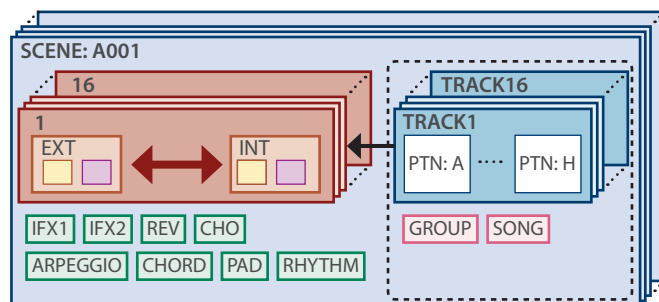 SCENE: A001
16
1
EXT
INT
TRACK16
TRACK1
PTN: A
PTN: H
IFX1
IFX2
REV
CHO
GROUP
SONG
ARPEGGIO
CHORD
PAD
RHYTHM